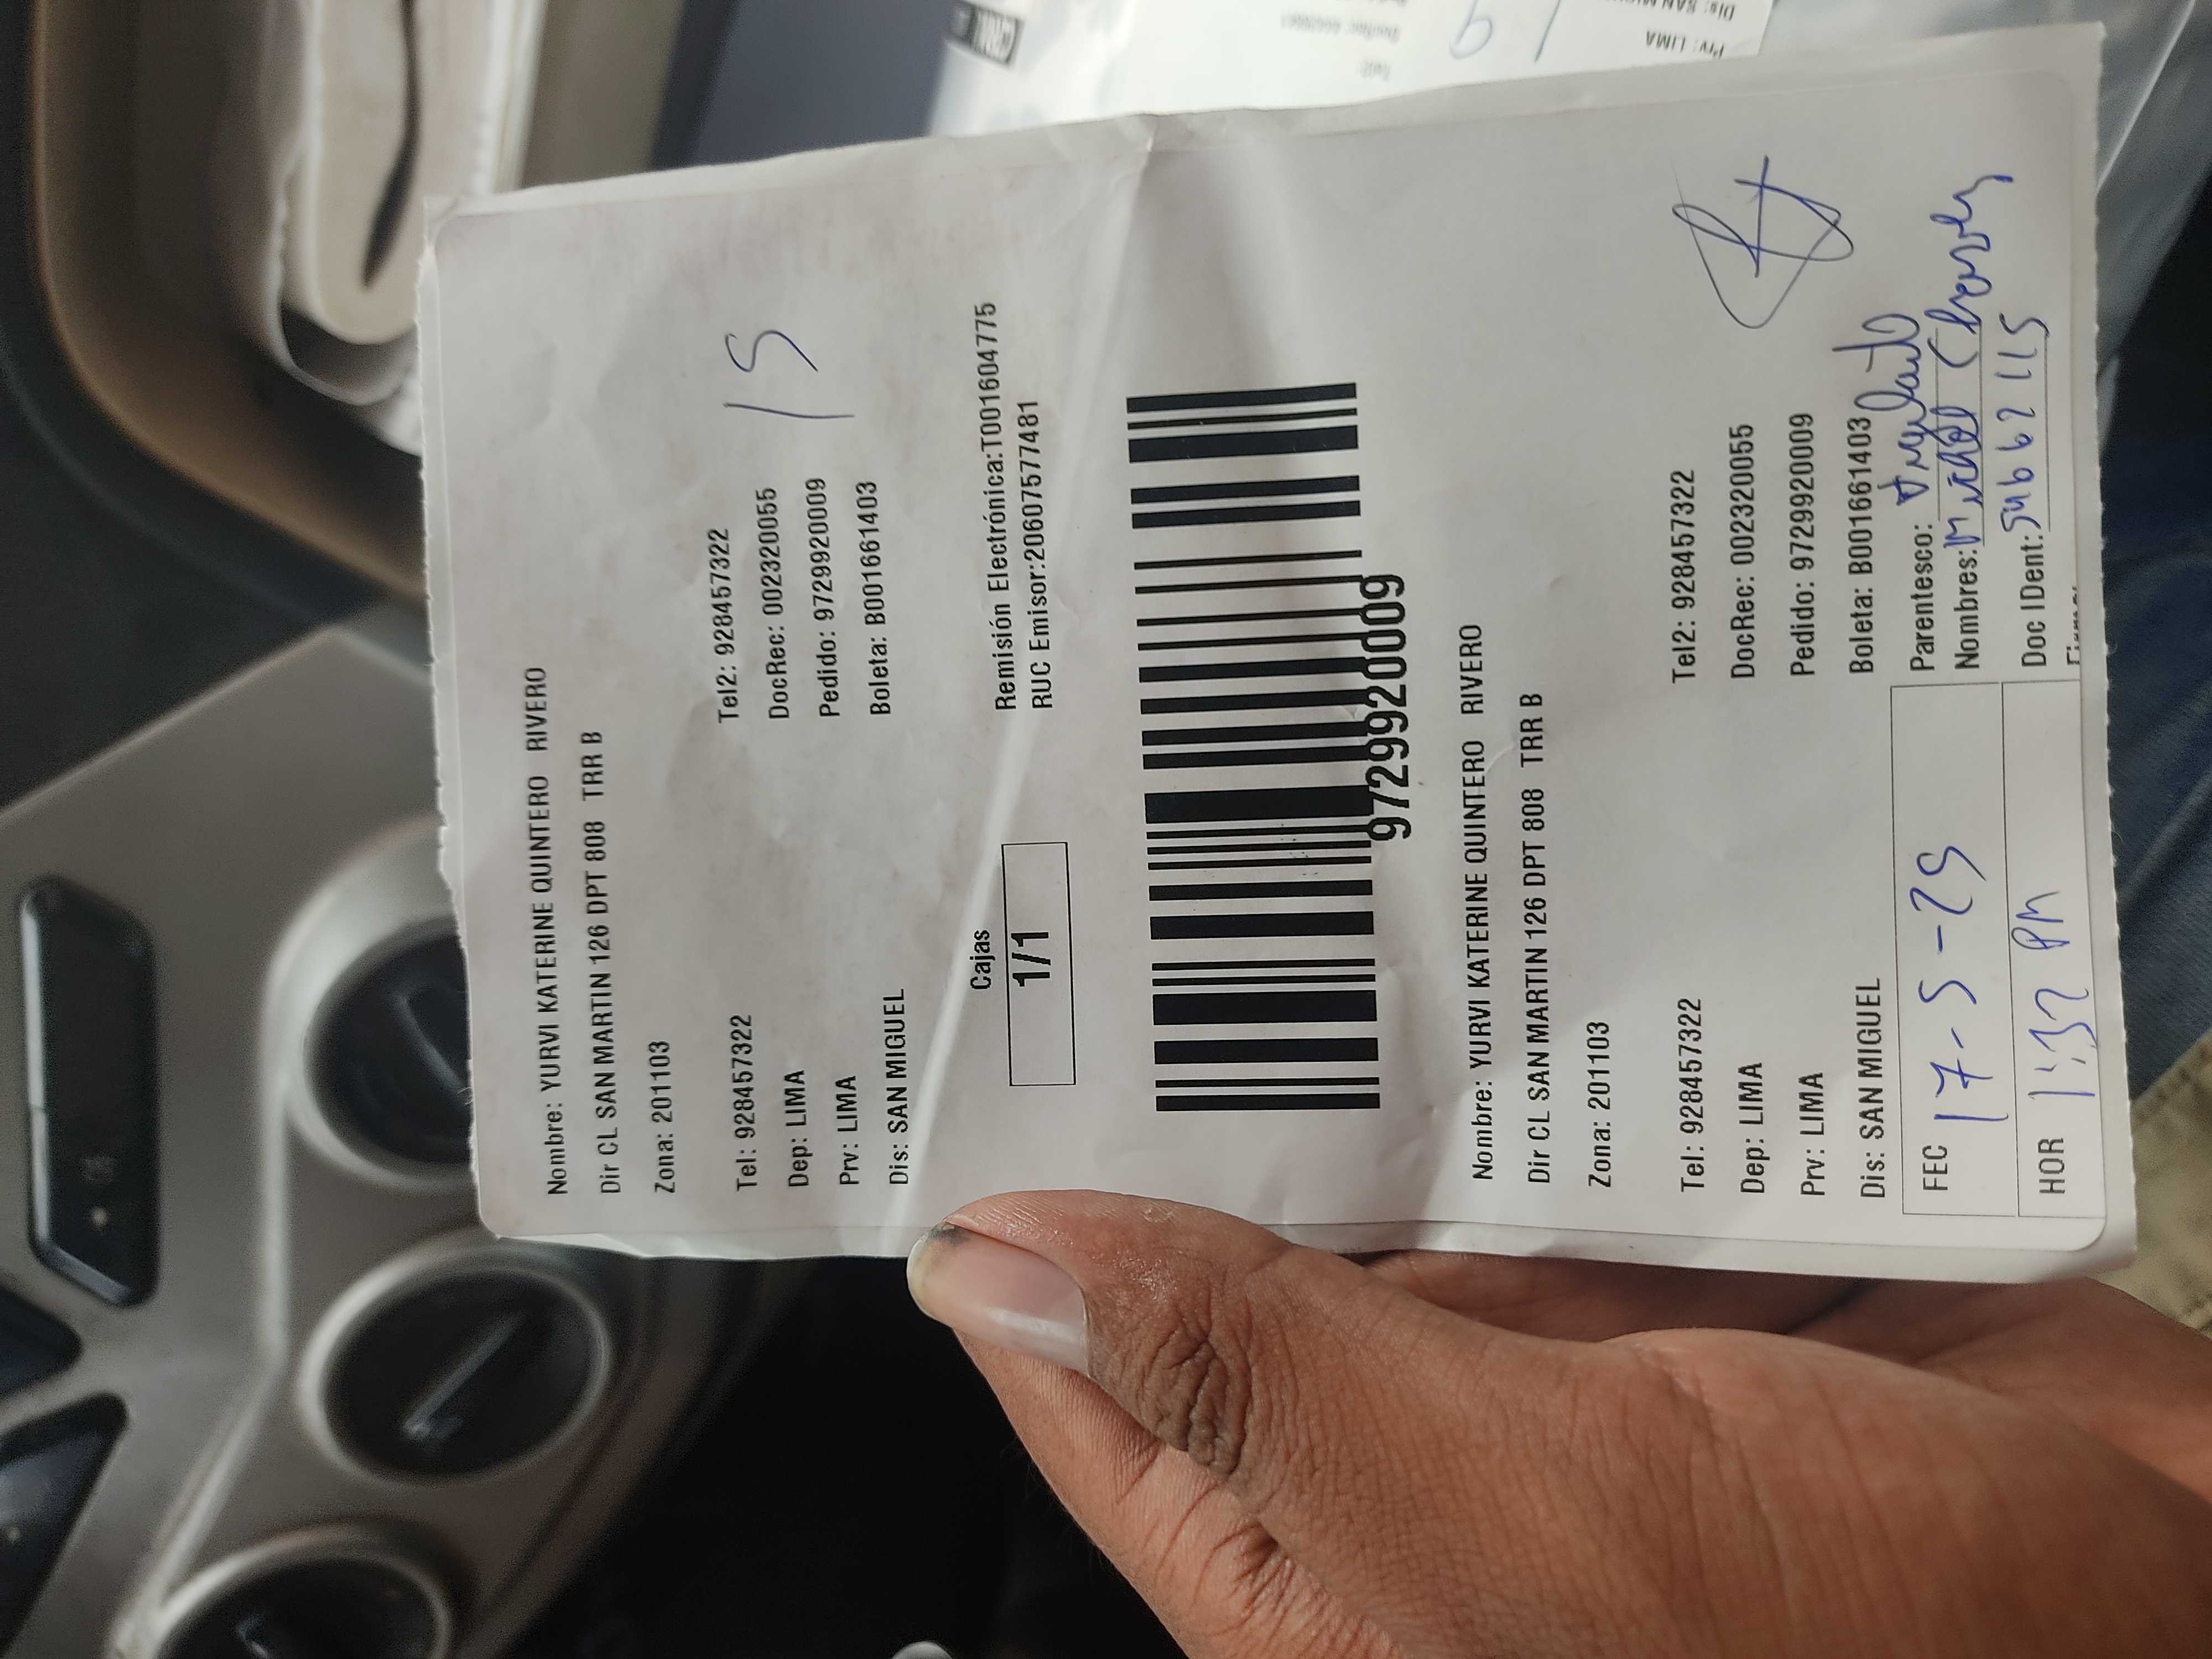 Nombre: YURVI KATERINE QUINTERO RIVERO
Dir CL SAN MARTIN 126 DPT 808 TRR B
Zona: 201103
Tel: 928457322 Tel2: 928457322
Dep: LIMA DocRec: 002320055
Prv: LIMA Pedido: 9729920009
Dis: SAN MIGUEL Boleta: B001661403
15
Cajas
1/1
Remisión Electrónica:T001604775
RUC Emisor:20607577481
9729920009
Nombre: YURVI KATERINE QUINTERO RIVERO
Dir CL SAN MARTIN 126 DPT 808 TRR B
Zona: 201103
Tel: 928457322 Tel2: 928457322
Dep: LIMA DocRec: 002320055
Prv: LIMA Pedido: 9729920009
Dis: SAN MIGUEL Boleta: B001661403
FEC 17-5-25
HOR 1:32 PM
Parentesco:
Nombres: Michel
Doc IDent:
Prv: LIMA